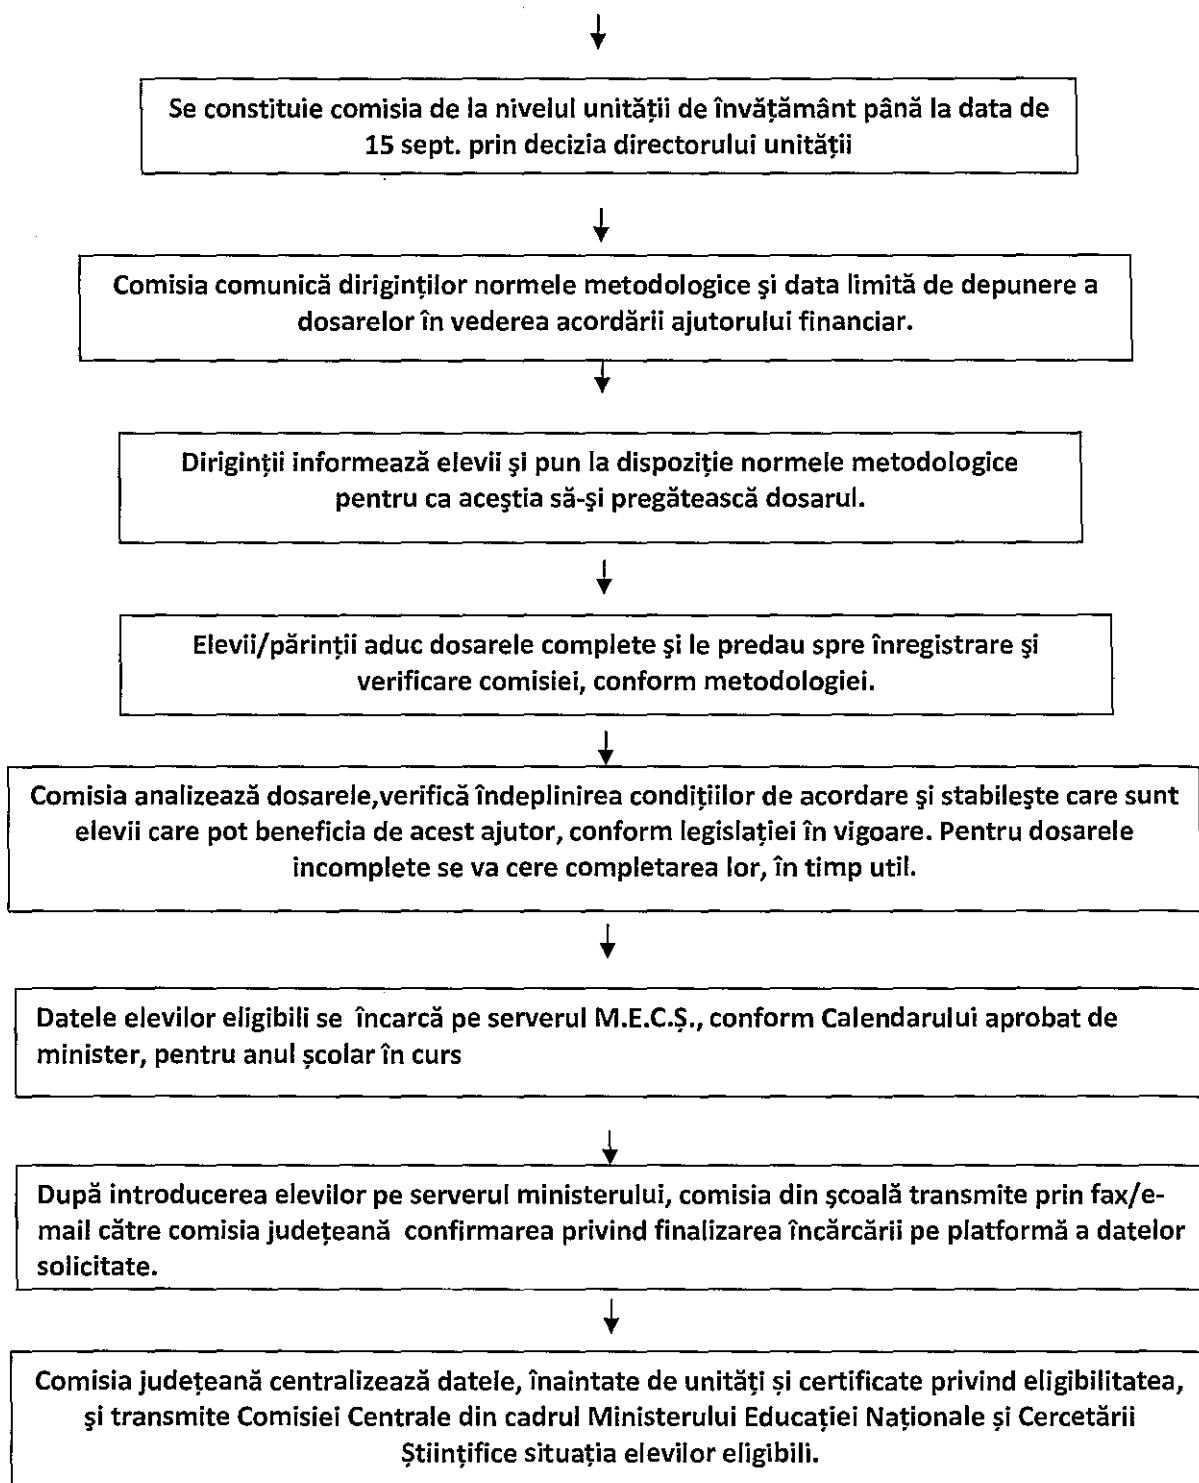 Se constituie comisia de la nivelul unității de învățământ până la data de
15 sept. prin decizia directorului unității
Comisia comunică diriginților normele metodologice şi data limită de depunere a
dosarelor în vederea acordării ajutorului financiar.
Diriginții informează elevii şi pun la dispoziție normele metodologice
pentru ca aceştia să-şi pregătească dosarul.
Elevii/părinții aduc dosarele complete şi le predau spre înregistrare şi
verificare comisiei, conform metodologiei.
Comisia analizează dosarele,verifică îndeplinirea condițiilor de acordare şi stabileşte care sunt
elevii care pot beneficia de acest ajutor, conform legislației în vigoare. Pentru dosarele
incomplete se va cere completarea lor, în timp util.
Datele elevilor eligibili se încarcă pe serverul M.E.C.Ș., conform Calendarului aprobat de
minister, pentru anul școlar în curs
După introducerea elevilor pe serverul ministerului, comisia din şcoală transmite prin fax/e-
mail către comisia județeană confirmarea privind finalizarea încărcării pe platformă a datelor
solicitate.
Comisia județeană centralizează datele, înaintate de unități și certificate privind eligibilitatea,
şi transmite Comisiei Centrale din cadrul Ministerului Educației Naționale și Cercetării
Științifice situația elevilor eligibili.